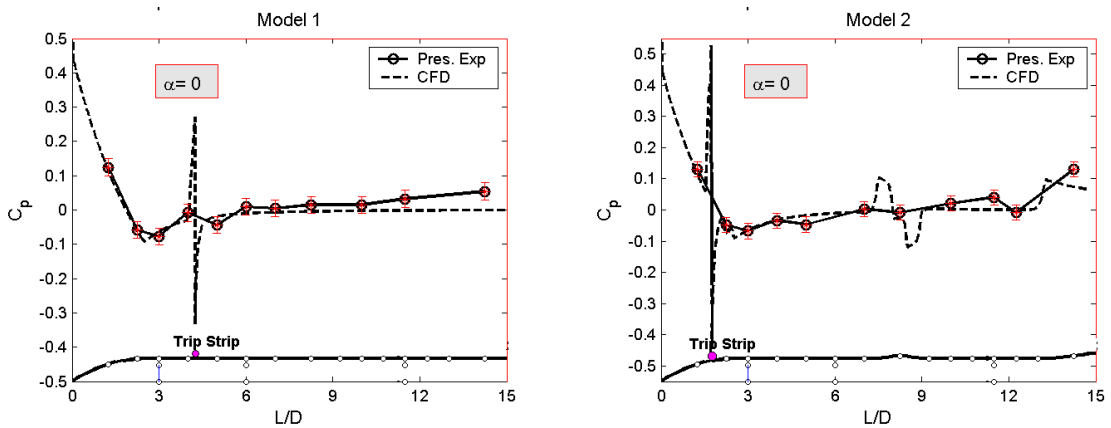 Model 1
0.5
0.4
0.3
0.2
0.1
0
-0.1
-0.2
-0.3
-0.4
-0.5
Cp
Pres. Exp
CFD
α= 0
Trip Strip
0 3 6 9 12 15
L/D
Model 2
0.5
0.4
0.3
0.2
0.1
0
-0.1
-0.2
-0.3
-0.4
-0.5
Cp
Pres. Exp
CFD
α= 0
Trip Strip
0 3 6 9 12 15
L/D